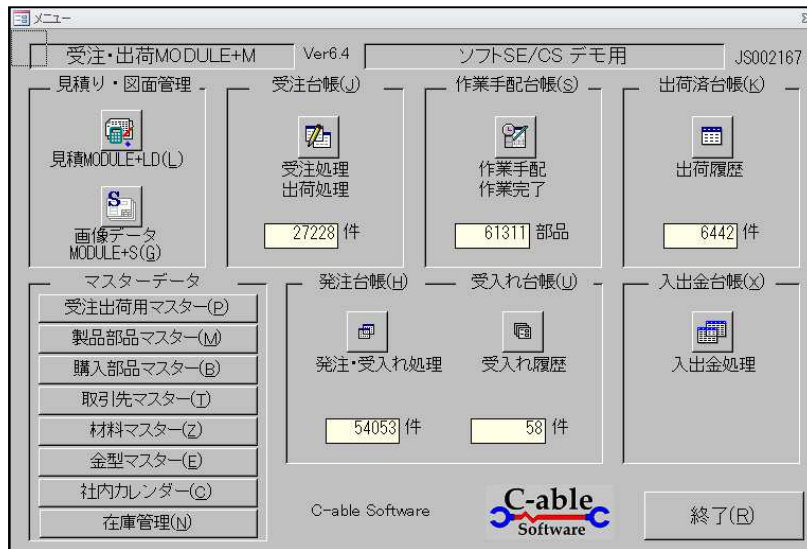 メニュー
受注・出荷MODULE+M
Ver6.4
ソフトSE/CS デモ用
JS002167
見積り・図面管理
見積MODULE+LD(L)
画像データ
MODULE+S(G)
受注台帳(J)
受注処理
出荷処理
27228 件
作業手配台帳(S)
作業手配
作業完了
61311 部品
出荷済台帳(K)
出荷履歴
6442 件
マスターデータ
受注出荷用マスター(P)
製品部品マスター(M)
購入部品マスター(B)
取引先マスター(T)
材料マスター(Z)
金型マスター(E)
社内カレンダー(C)
在庫管理(N)
発注台帳(H)
発注・受入れ処理
54053 件
受入れ台帳(U)
受入れ履歴
58 件
入出金台帳(X)
入出金処理
C-able Software
C-able
Software
終了(R)